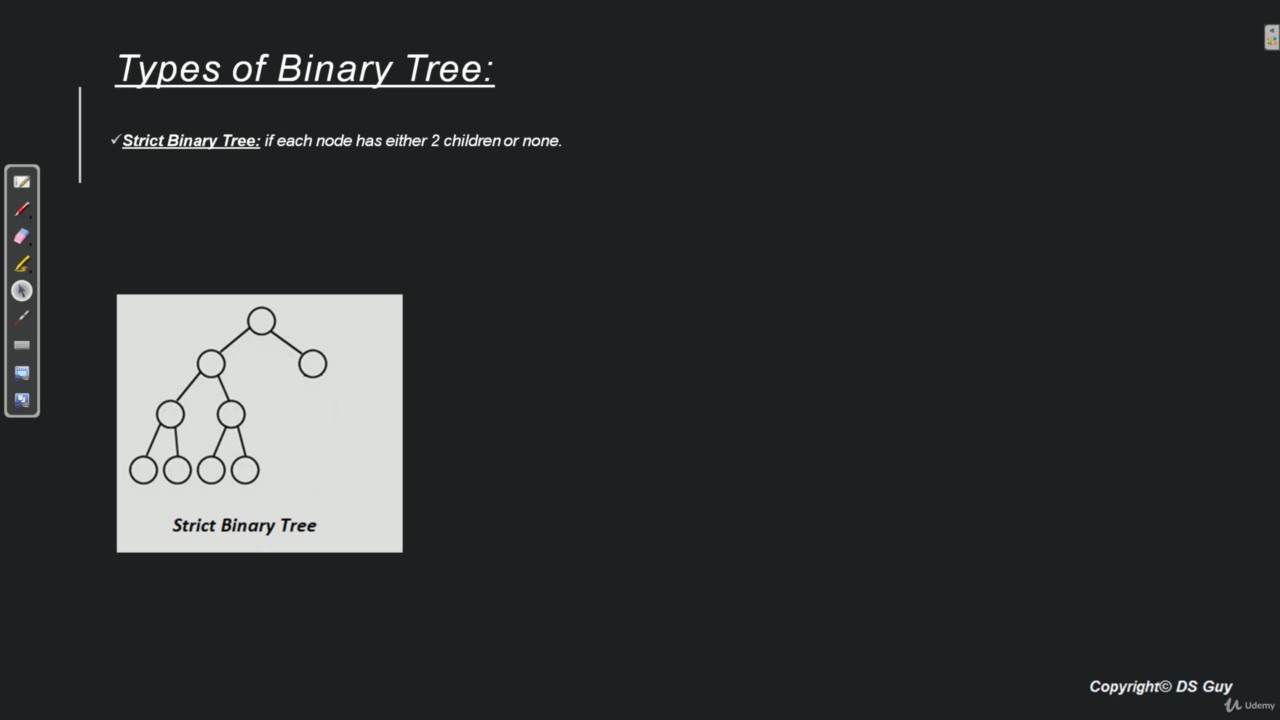 Types of Binary Tree:
✓Strict Binary Tree: if each node has either 2 children or none.
Strict Binary Tree
Copyright© DS Guy
Udemy